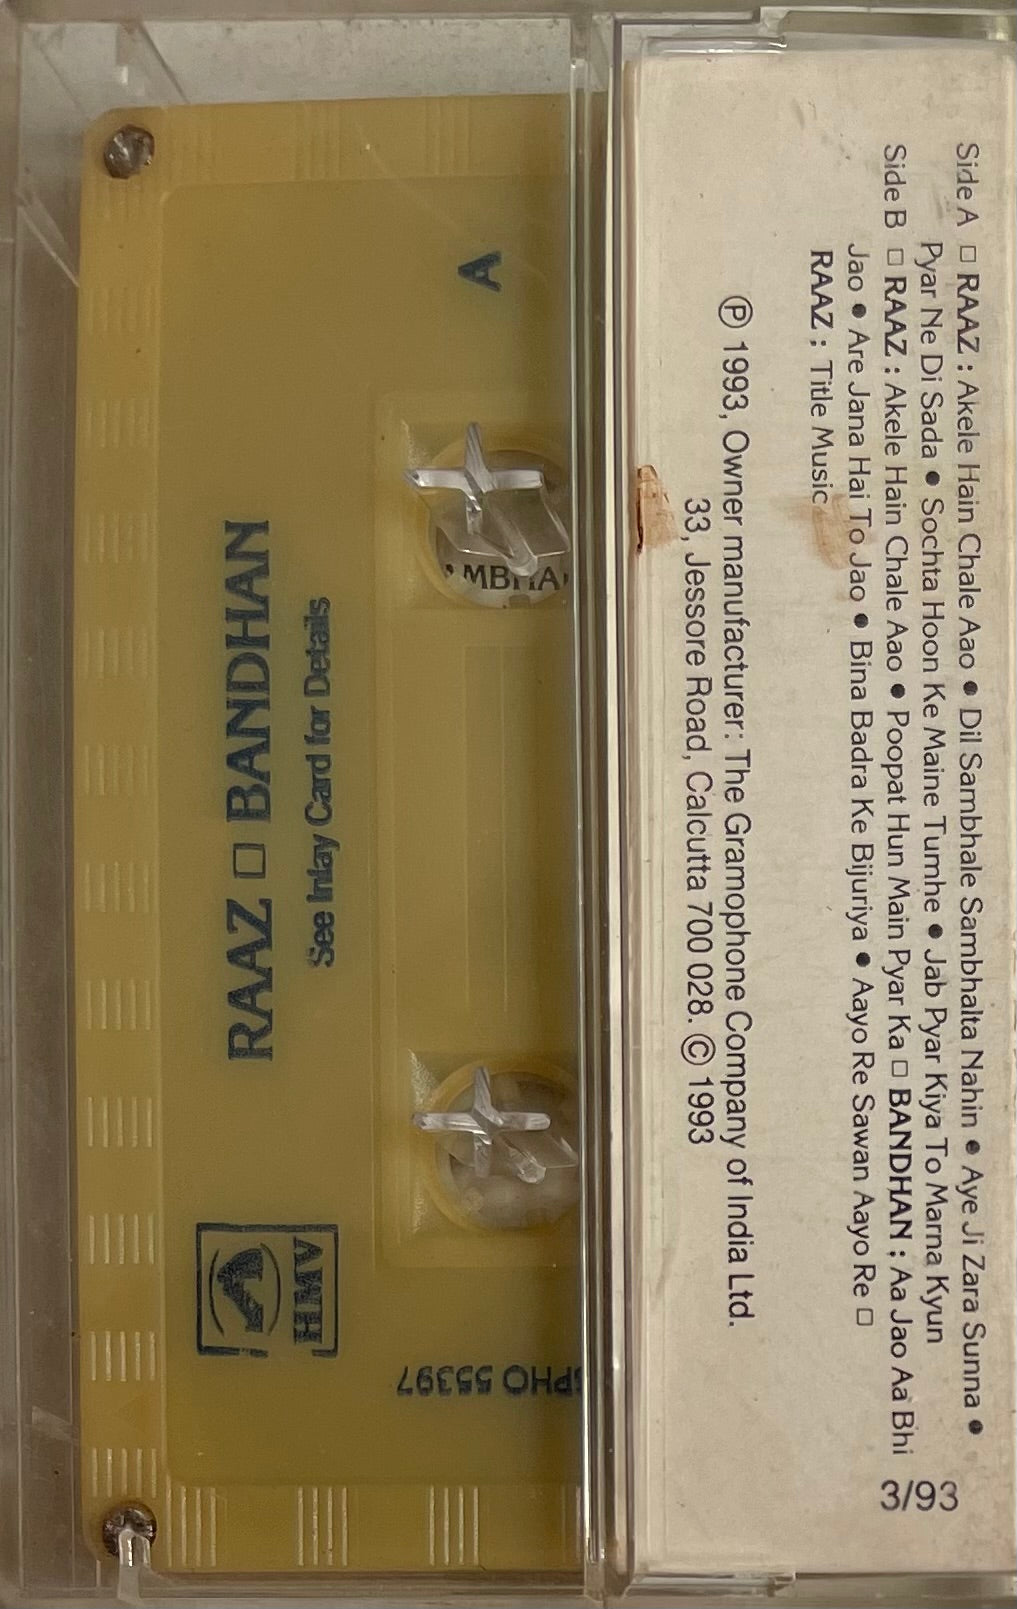 Side A □ RAAZ : Akele Hain Chale Aao • Dil Sambhale Sambhalta Nahin • Aye Ji Zara Sunna •
Pyar Ne Di Sada • Sochta Hoon Ke Maine Tumhe • Jab Pyar Kiya To Marna Kyun
Side B □ RAAZ : Akele Hain Chale Aao • Poopat Hun Main Pyar Ka □ BANDHAN : Aa Jao Aa Bhi
Jao • Are Jana Hai To Jao • Bina Badra Ke Bijuriya • Aayo Re Sawan Aayo Re □
RAAZ : Title Music
3/93
Ⓟ 1993, Owner manufacturer: The Gramophone Company of India Ltd.
33, Jessore Road, Calcutta 700 028. © 1993
A
RAAZ □ BANDHAN
See Inlay Card for Details
HMV
PHO 55397